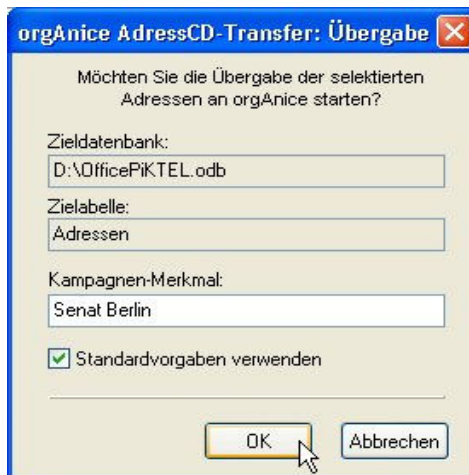 orgAnice AdressCD-Transfer: Übergabe
Möchten Sie die Übergabe der selektierten
Adressen an orgAnice starten?
Zieldatenbank:
D:\OfficePiKTEL.odb
Zielabelle:
Adressen
Kampagnen-Merkmal:
Senat Berlin
Standardvorgaben verwenden
OK
Abbrechen